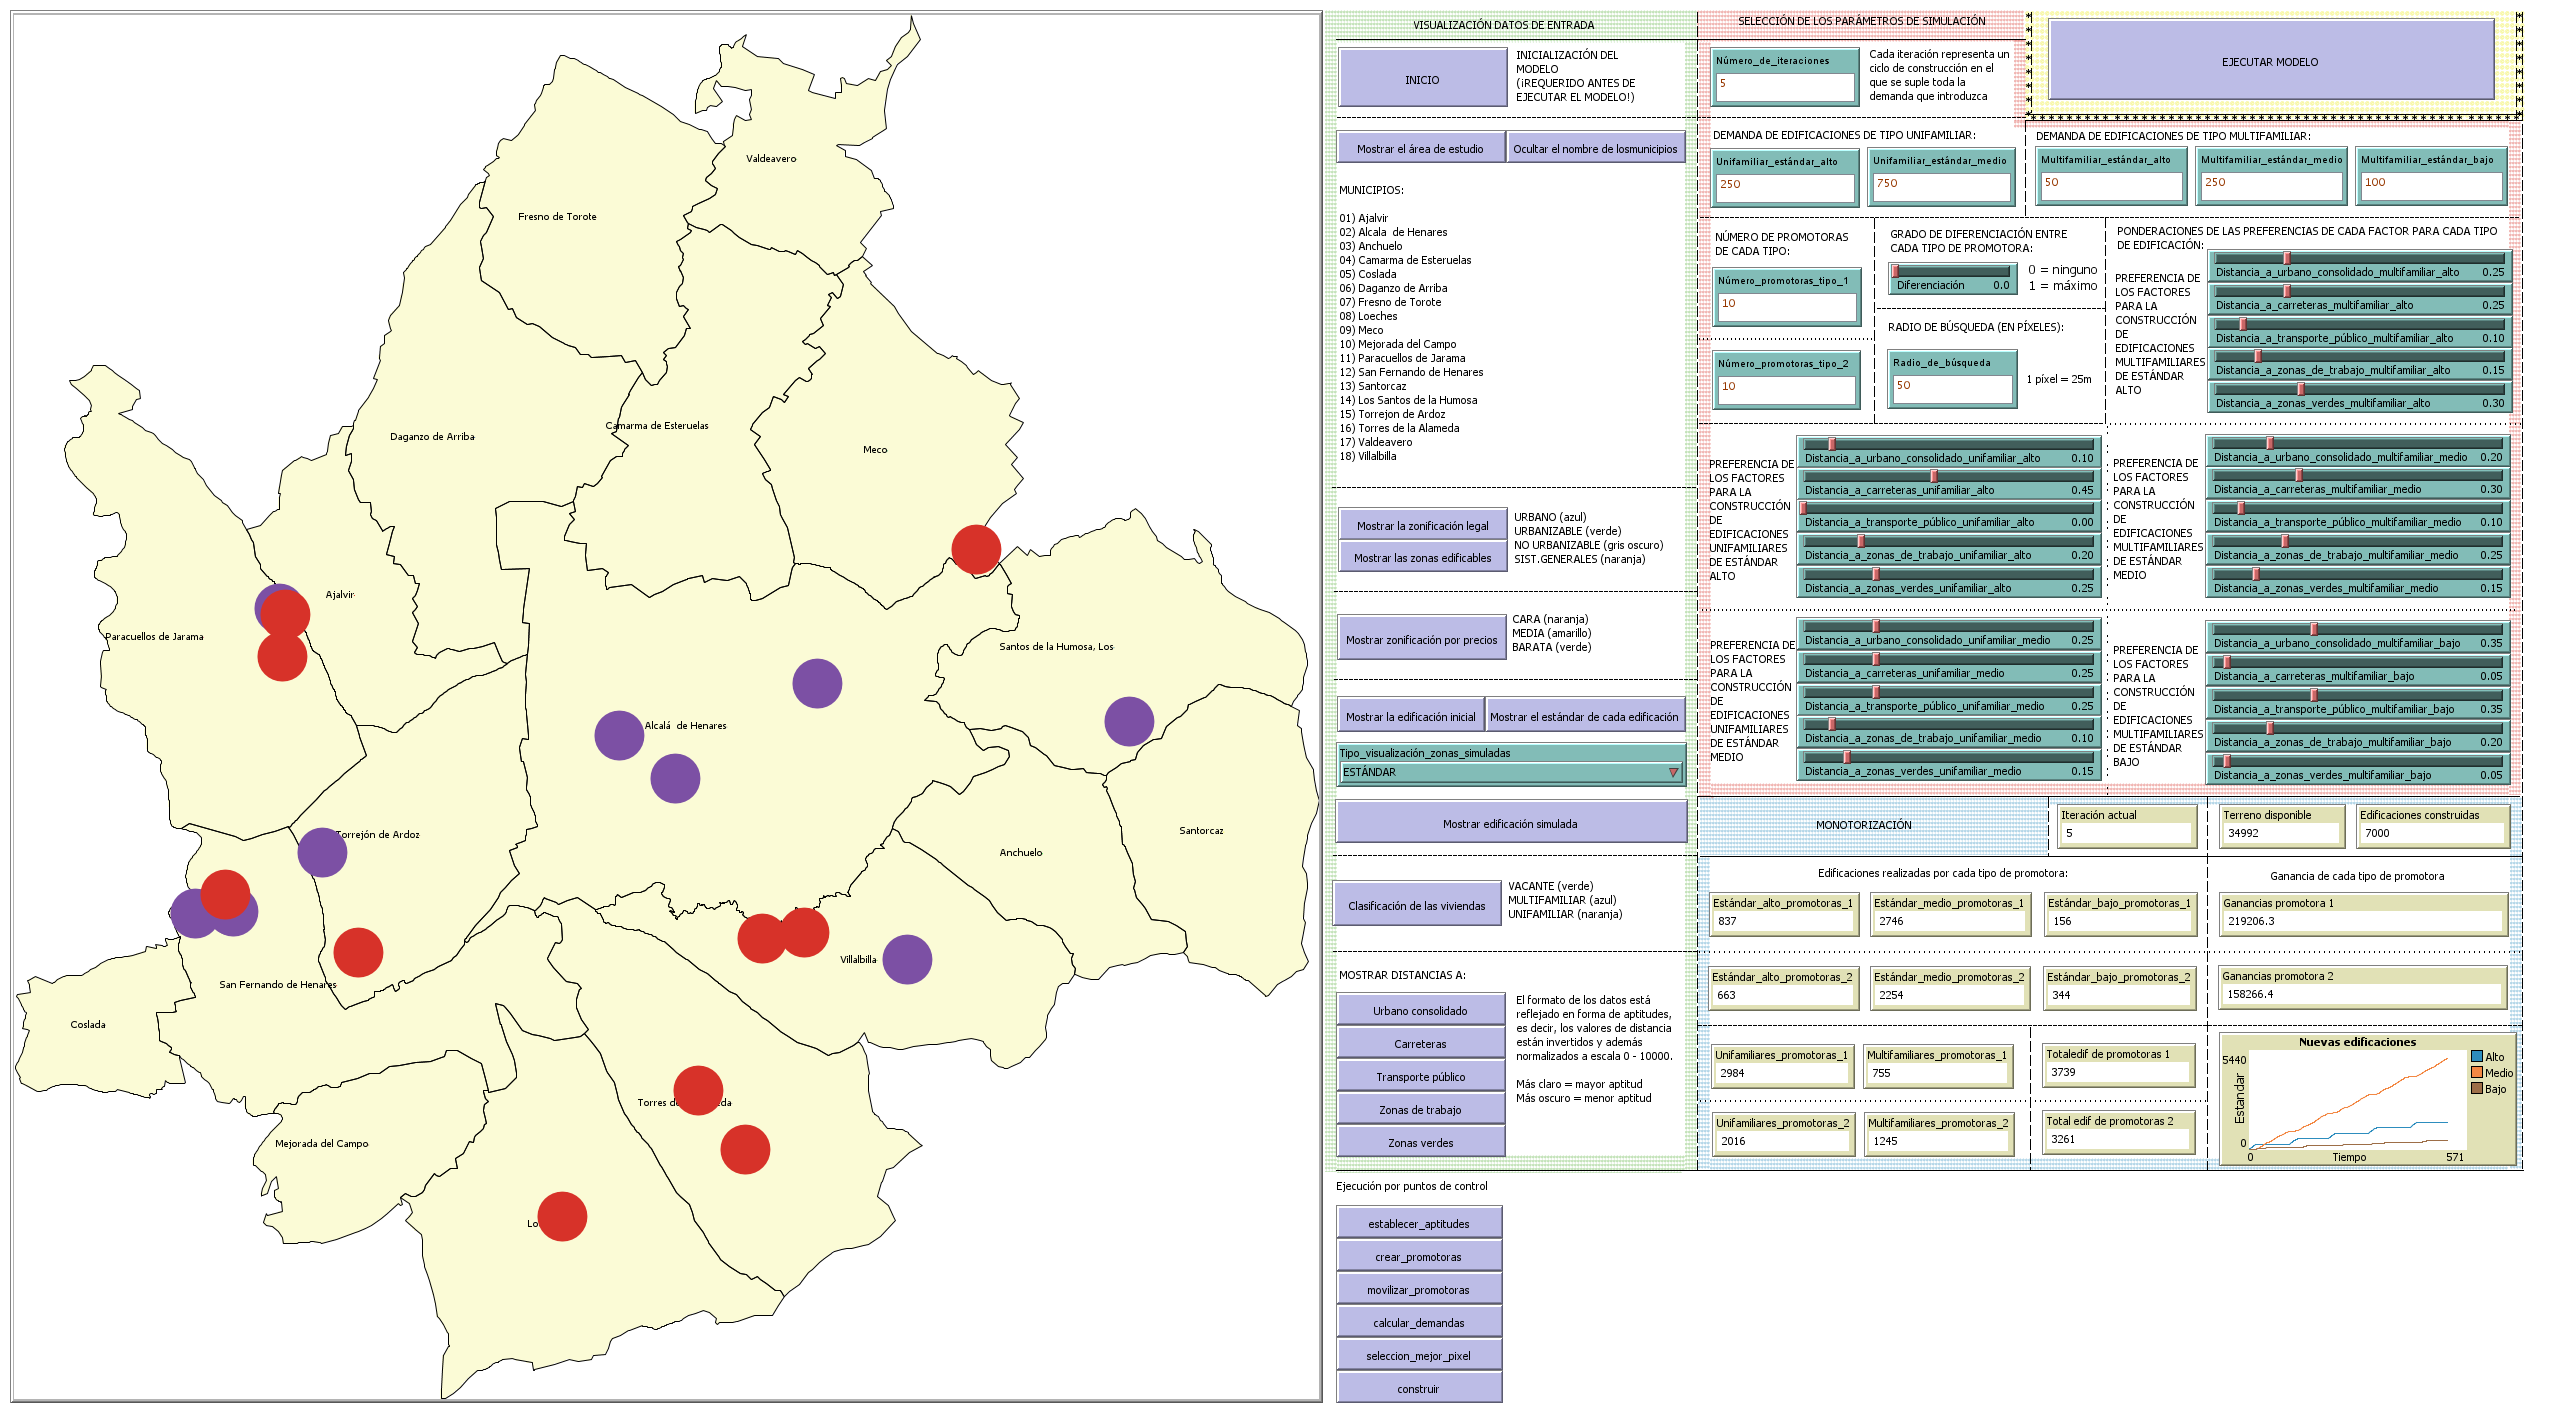 Valdeavero
Fresno de Torote
Daganzo de Arriba
Camarma de Esteruelas
Meco
Ajalvir
Paracuellos de Jarama
Santos de la Humosa, Los
Alcalá de Henares
Torrejón de Ardoz
Santorcaz
Anchuelo
Villalbilla
San Fernando de Henares
Coslada
Torres d
da
Mejorada del Campo
Lo
VISUALIZACIÓN DATOS DE ENTRADA
INICIO
INICIALIZACIÓN DEL
MODELO
(¡REQUERIDO ANTES DE
EJECUTAR EL MODELO!)
Mostrar el área de estudio
Ocultar el nombre de losmunicipios
MUNICIPIOS:
01) Ajalvir
02) Alcala de Henares
03) Anchuelo
04) Camarma de Esteruelas
05) Coslada
06) Daganzo de Arriba
07) Fresno de Torote
08) Loeches
09) Meco
10) Mejorada del Campo
11) Paracuellos de Jarama
12) San Fernando de Henares
13) Santorcaz
14) Los Santos de la Humosa
15) Torrejon de Ardoz
16) Torres de la Alameda
17) Valdeavero
18) Villalbilla
Mostrar la zonificación legal
Mostrar las zonas edificables
URBANO (azul)
URBANIZABLE (verde)
NO URBANIZABLE (gris oscuro)
SIST.GENERALES (naranja)
Mostrar zonificación por precios
CARA (naranja)
MEDIA (amarillo)
BARATA (verde)
Mostrar la edificación inicial
Mostrar el estándar de cada edificación
Tipo_visualización_zonas_simuladas
ESTÁNDAR
Mostrar edificación simulada
Clasificación de las viviendas
VACANTE (verde)
MULTIFAMILIAR (azul)
UNIFAMILIAR (naranja)
MOSTRAR DISTANCIAS A:
Urbano consolidado
Carreteras
Transporte público
Zonas de trabajo
Zonas verdes
El formato de los datos está
reflejado en forma de aptitudes,
es decir, los valores de distancia
están invertidos y además
normalizados a escala 0 - 10000.
Más claro = mayor aptitud
Más oscuro = menor aptitud
Ejecución por puntos de control
establecer_aptitudes
crear_promotoras
movilizar_promotoras
calcular_demandas
seleccion_mejor_pixel
construir
SELECCIÓN DE LOS PARÁMETROS DE SIMULACIÓN
Número_de_iteraciones
5
Cada iteración representa un
ciclo de construcción en el
que se suple toda la
demanda que introduzca
EJECUTAR MODELO
DEMANDA DE EDIFICACIONES DE TIPO UNIFAMILIAR:
Unifamiliar_estándar_alto
250
Unifamiliar_estándar_medio
750
DEMANDA DE EDIFICACIONES DE TIPO MULTIFAMILIAR:
Multifamiliar_estándar_alto
50
Multifamiliar_estándar_medio
250
Multifamiliar_estándar_bajo
100
NÚMERO DE PROMOTORAS
DE CADA TIPO:
Número_promotoras_tipo_1
10
Número_promotoras_tipo_2
10
GRADO DE DIFERENCIACIÓN ENTRE
CADA TIPO DE PROMOTORA:
Diferenciación 0.0
0 = ninguno
1 = máximo
RADIO DE BÚSQUEDA (EN PÍXELES):
Radio_de_búsqueda
50
1 píxel = 25m
PONDERACIONES DE LAS PREFERENCIAS DE CADA FACTOR PARA CADA TIPO
DE EDIFICACIÓN:
PREFERENCIA DE
LOS FACTORES
PARA LA
CONSTRUCCIÓN
DE
EDIFICACIONES
MULTIFAMILIARES
DE ESTÁNDAR
ALTO
Distancia_a_urbano_consolidado_multifamiliar_alto 0.25
Distancia_a_carreteras_multifamiliar_alto 0.25
Distancia_a_transporte_público_multifamiliar_alto 0.10
Distancia_a_zonas_de_trabajo_multifamiliar_alto 0.15
Distancia_a_zonas_verdes_multifamiliar_alto 0.30
PREFERENCIA DE
LOS FACTORES
PARA LA
CONSTRUCCIÓN
DE
EDIFICACIONES
UNIFAMILIARES
DE ESTÁNDAR
ALTO
Distancia_a_urbano_consolidado_unifamiliar_alto 0.10
Distancia_a_carreteras_unifamiliar_alto 0.45
Distancia_a_transporte_público_unifamiliar_alto 0.00
Distancia_a_zonas_de_trabajo_unifamiliar_alto 0.20
Distancia_a_zonas_verdes_unifamiliar_alto 0.25
PREFERENCIA DE
LOS FACTORES
PARA LA
CONSTRUCCIÓN
DE
EDIFICACIONES
MULTIFAMILIARES
DE ESTÁNDAR
MEDIO
Distancia_a_urbano_consolidado_multifamiliar_medio 0.20
Distancia_a_carreteras_multifamiliar_medio 0.30
Distancia_a_transporte_público_multifamiliar_medio 0.10
Distancia_a_zonas_de_trabajo_multifamiliar_medio 0.25
Distancia_a_zonas_verdes_multifamiliar_medio 0.15
PREFERENCIA DE
LOS FACTORES
PARA LA
CONSTRUCCIÓN
DE
EDIFICACIONES
UNIFAMILIARES
DE ESTÁNDAR
MEDIO
Distancia_a_urbano_consolidado_unifamiliar_medio 0.25
Distancia_a_carreteras_unifamiliar_medio 0.25
Distancia_a_transporte_público_unifamiliar_medio 0.25
Distancia_a_zonas_de_trabajo_unifamiliar_medio 0.10
Distancia_a_zonas_verdes_unifamiliar_medio 0.15
PREFERENCIA DE
LOS FACTORES
PARA LA
CONSTRUCCIÓN
DE
EDIFICACIONES
MULTIFAMILIARES
DE ESTÁNDAR
BAJO
Distancia_a_urbano_consolidado_multifamiliar_bajo 0.35
Distancia_a_carreteras_multifamiliar_bajo 0.05
Distancia_a_transporte_público_multifamiliar_bajo 0.35
Distancia_a_zonas_de_trabajo_multifamiliar_bajo 0.20
Distancia_a_zonas_verdes_multifamiliar_bajo 0.05
MONOTORIZACIÓN
Iteración actual
5
Terreno disponible
34992
Edificaciones construidas
7000
Edificaciones realizadas por cada tipo de promotora:
Ganancia de cada tipo de promotora
Estándar_alto_promotoras_1
837
Estándar_medio_promotoras_1
2746
Estándar_bajo_promotoras_1
156
Ganancias promotora 1
219206.3
Estándar_alto_promotoras_2
663
Estándar_medio_promotoras_2
2254
Estándar_bajo_promotoras_2
344
Ganancias promotora 2
158266.4
Unifamiliares_promotoras_1
2984
Multifamiliares_promotoras_1
755
Totaledif de promotoras 1
3739
Unifamiliares_promotoras_2
2016
Multifamiliares_promotoras_2
1245
Total edif de promotoras 2
3261
Nuevas edificaciones
5440
Estandar
0
0
Tiempo
571
Alto
Medio
Bajo